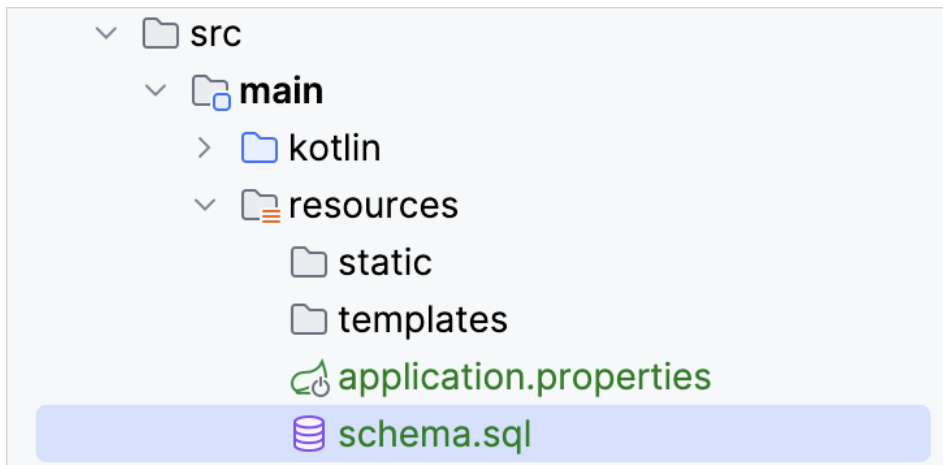 src
main
kotlin
resources
static
templates
application.properties
schema.sql